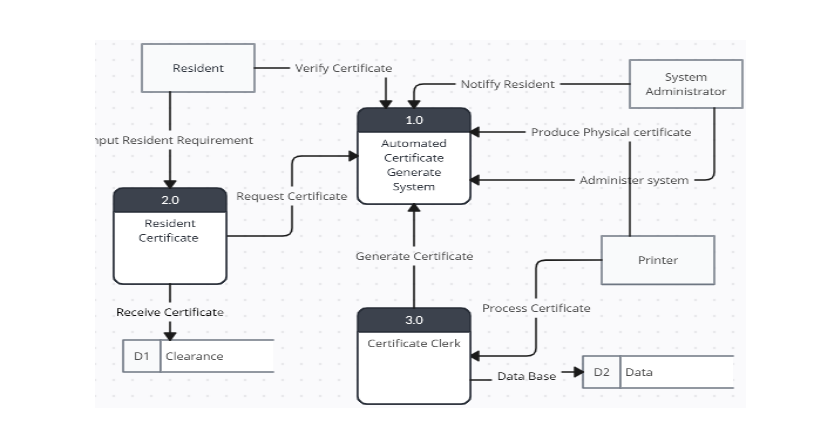 Resident
Verify Certificate
Notiffy Resident
System
Administrator
1.0
Automated
Certificate
Generate
System
Produce Physical certificate
nput Resident Requirement
Administer system
2.0
Resident
Certificate
Request Certificate
Generate Certificate
Printer
Receive Certificate
Process Certificate
3.0
Certificate Clerk
D1 Clearance
Data Base
D2 Data